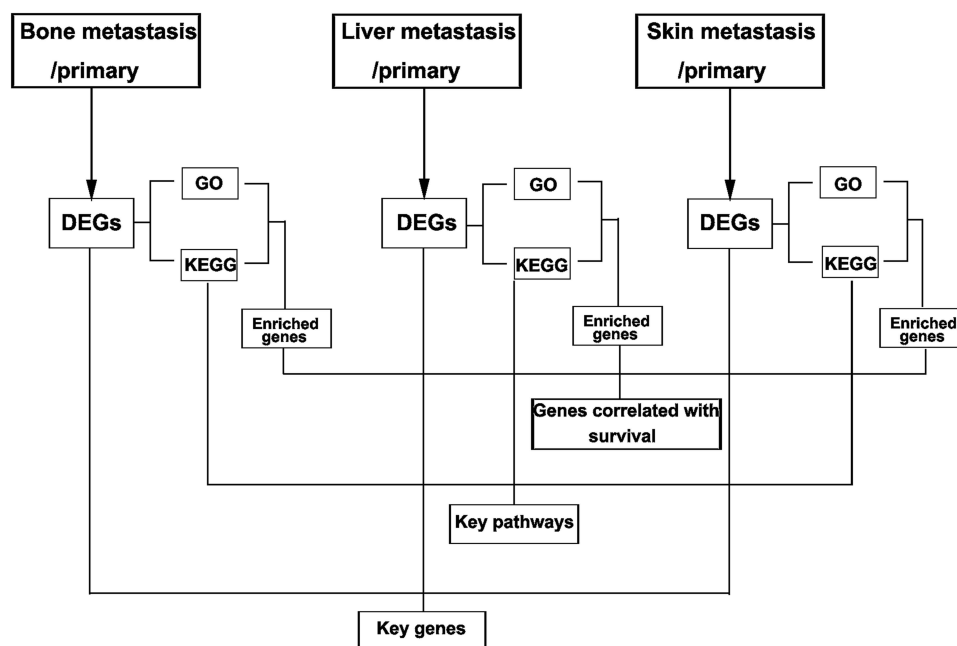 Bone metastasis
/primary
Liver metastasis
/primary
Skin metastasis
/primary
GO
DEGs
KEGG
Enriched
genes
GO
DEGs
KEGG
Enriched
genes
GO
DEGs
KEGG
Enriched
genes
Genes correlated with
survival
Key pathways
Key genes